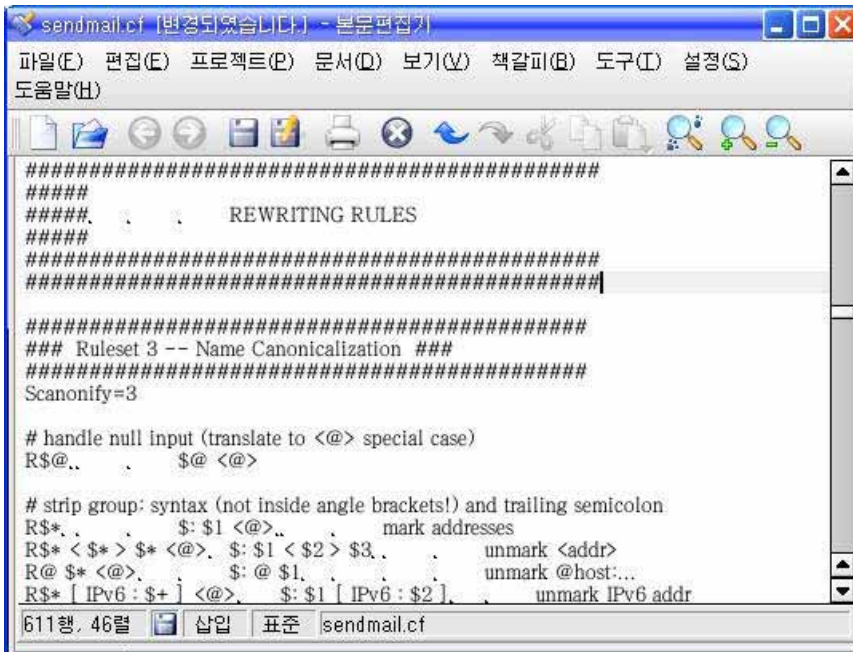 sendmail.cf [변경되었습니다.] - 본문편집기
파일(F) 편집(E) 프로젝트(P) 문서(D) 보기(V) 책갈피(B) 도구(T) 설정(S)
도움말(H)
#############################################
#####
##### REWRITING RULES
#####
#############################################
#############################################
############################################
### Ruleset 3 -- Name Canonicalization ###
############################################
Scanonify=3
# handle null input (translate to <@> special case)
R$@ $@ <@>
# strip group: syntax (not inside angle brackets!) and trailing semicolon
R$* $: $1 <@> mark addresses
R$* < $* > $* <@> $: $1 < $2 > $3 unmark <addr>
R@ $* <@> $: @ $1 unmark @host:...
R$* [ IPv6 : $+ ] <@> $: $1 [ IPv6 : $2 ] unmark IPv6 addr
611행, 46렬 삽입 표준 sendmail.cf